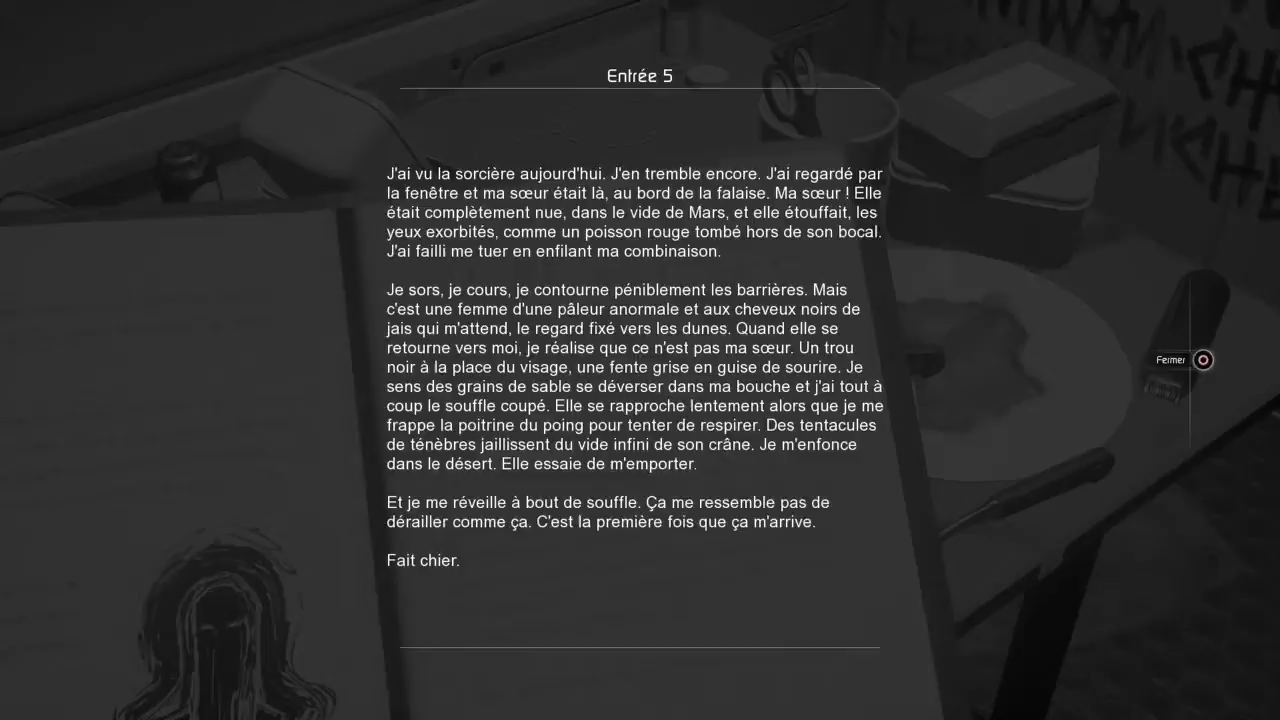 Entrée 5
J'ai vu la sorcière aujourd'hui. J'en tremble encore. J'ai regardé par
la fenêtre et ma sœur était là, au bord de la falaise. Ma sœur ! Elle
était complètement nue, dans le vide de Mars, et elle étouffait, les
yeux exorbités, comme un poisson rouge tombé hors de son bocal.
J'ai failli me tuer en enfilant ma combinaison.
Je sors, je cours, je contourne péniblement les barrières. Mais
c'est une femme d'une pâleur anormale et aux cheveux noirs de
jais qui m'attend, le regard fixé vers les dunes. Quand elle se
retourne vers moi, je réalise que ce n'est pas ma sœur. Un trou
noir à la place du visage, une fente grise en guise de sourire. Je
sens des grains de sable se déverser dans ma bouche et j'ai tout à
coup le souffle coupé. Elle se rapproche lentement alors que je me
frappe la poitrine du poing pour tenter de respirer. Des tentacules
de ténèbres jaillissent du vide infini de son crâne. Je m'enfonce
dans le désert. Elle essaie de m'emporter.
Et je me réveille à bout de souffle. Ça me ressemble pas de
dérailler comme ça. C'est la première fois que ça m'arrive.
Fait chier.
Fermer